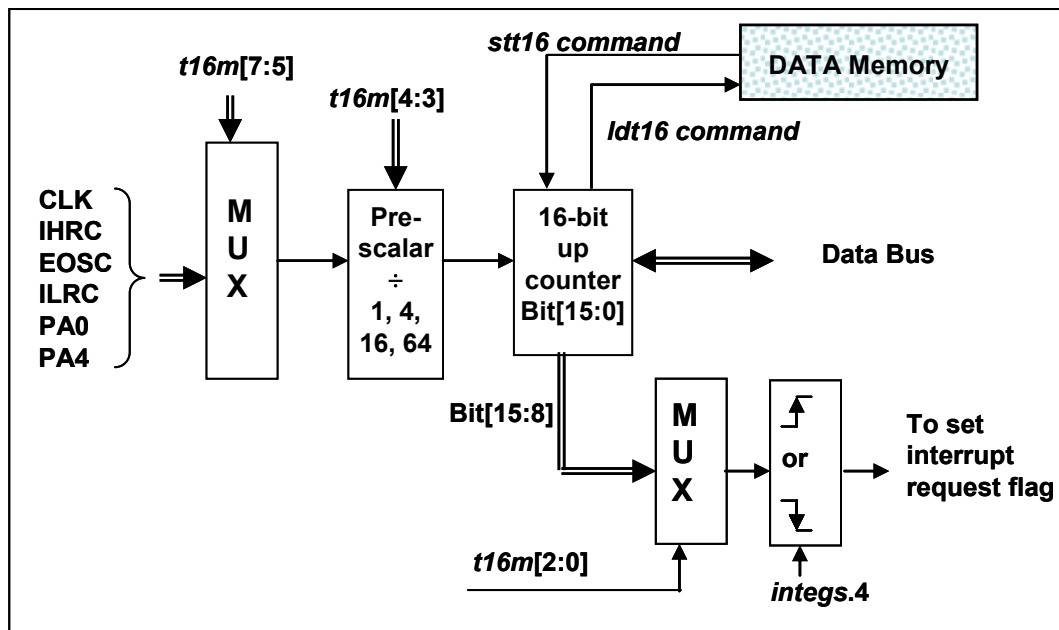 stt16 command
DATA Memory
t16m[7:5]
t16m[4:3]
ldt16 command
CLK
IHRC
EOSC
ILRC
PA0
PA4
M
U
X
Pre-
scalar
÷
1, 4,
16, 64
16-bit
up
counter
Bit[15:0]
Data Bus
Bit[15:8]
M
U
X
or
To set
interrupt
request flag
t16m[2:0]
integs.4